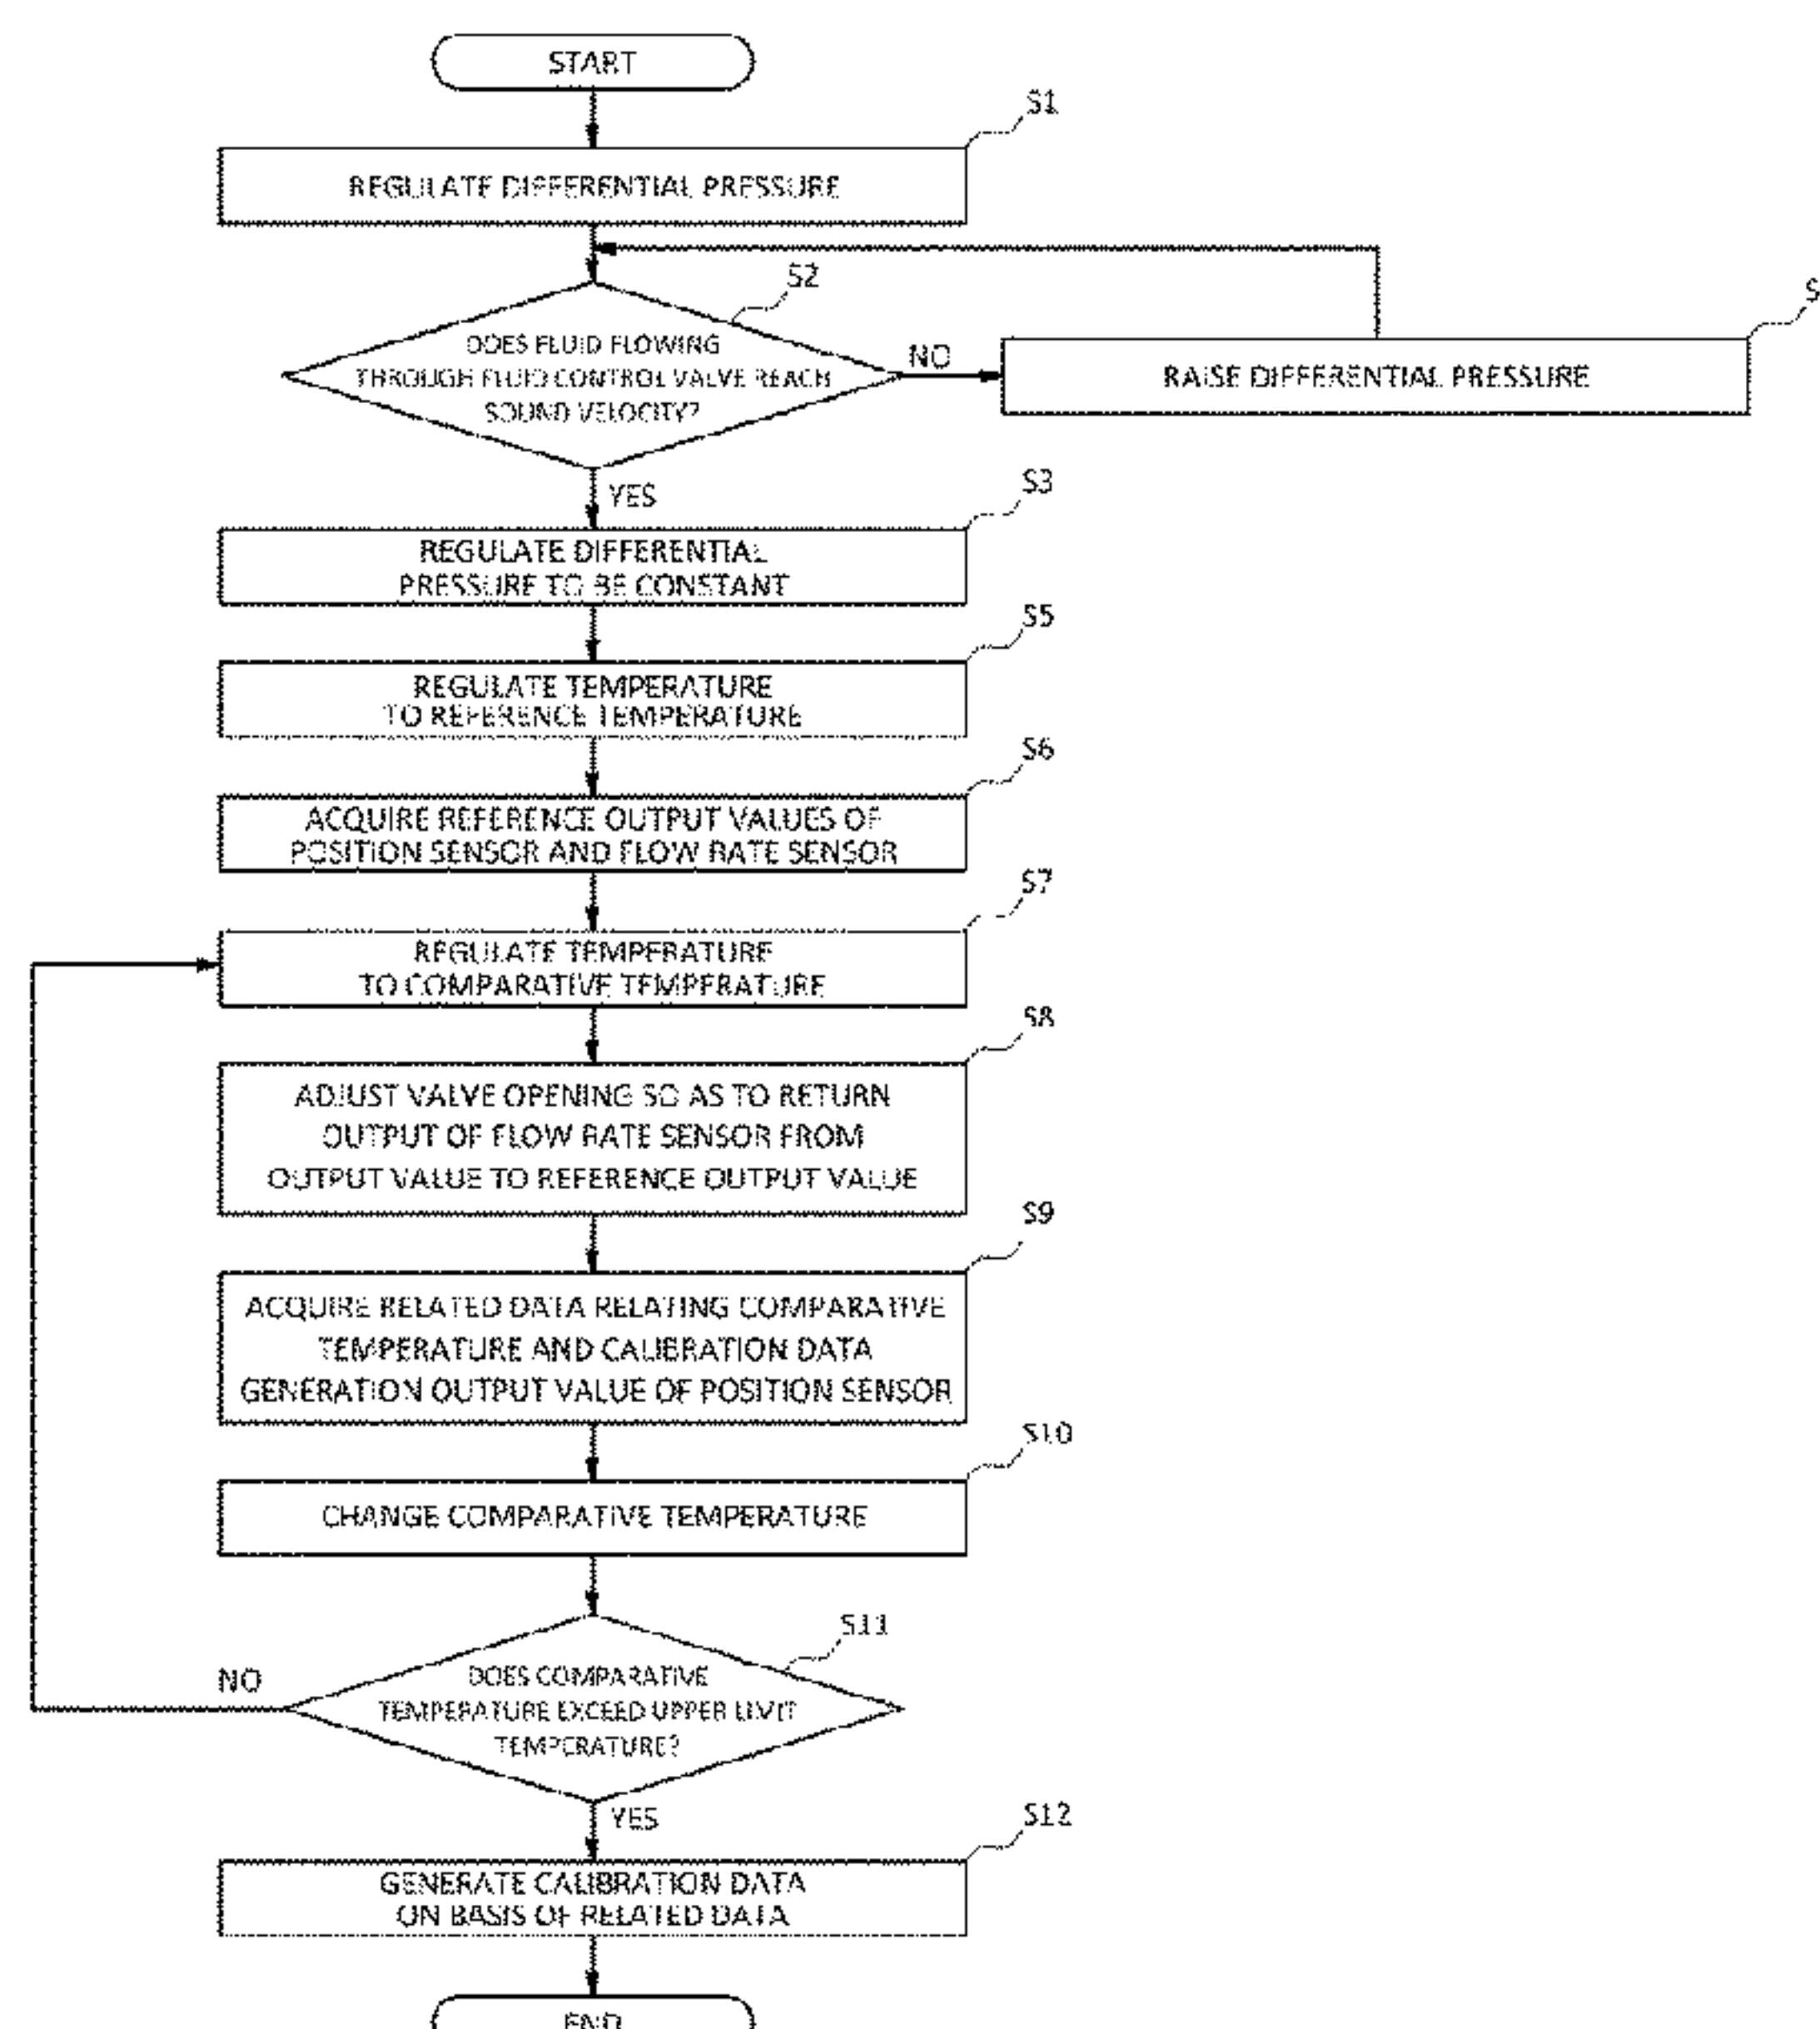 START
S1
REGULATE DIFFERENTIAL PRESSURE
S2
DOES FLUID FLOWING
THROUGH FLUID CONTROL VALVE REACH
SOUND VELOCITY?
NO
S
RAISE DIFFERENTIAL PRESSURE
YES
S3
REGULATE DIFFERENTIAL
PRESSURE TO BE CONSTANT
S5
REGULATE TEMPERATURE
TO REFERENCE TEMPERATURE
S6
ACQUIRE REFERENCE OUTPUT VALUES OF
POSITION SENSOR AND FLOW RATE SENSOR
S7
REGULATE TEMPERATURE
TO COMPARATIVE TEMPERATURE
S8
ADJUST VALVE OPENING SO AS TO RETURN
OUTPUT OF FLOW RATE SENSOR FROM
OUTPUT VALUE TO REFERENCE OUTPUT VALUE
S9
ACQUIRE RELATED DATA RELATING COMPARATIVE
TEMPERATURE AND CALIBRATION DATA
GENERATION OUTPUT VALUE OF POSITION SENSOR
S10
CHANGE COMPARATIVE TEMPERATURE
S11
DOES COMPARATIVE
TEMPERATURE EXCEED UPPER LIMIT
TEMPERATURE?
NO
YES
S12
GENERATE CALIBRATION DATA
ON BASIS OF RELATED DATA
END